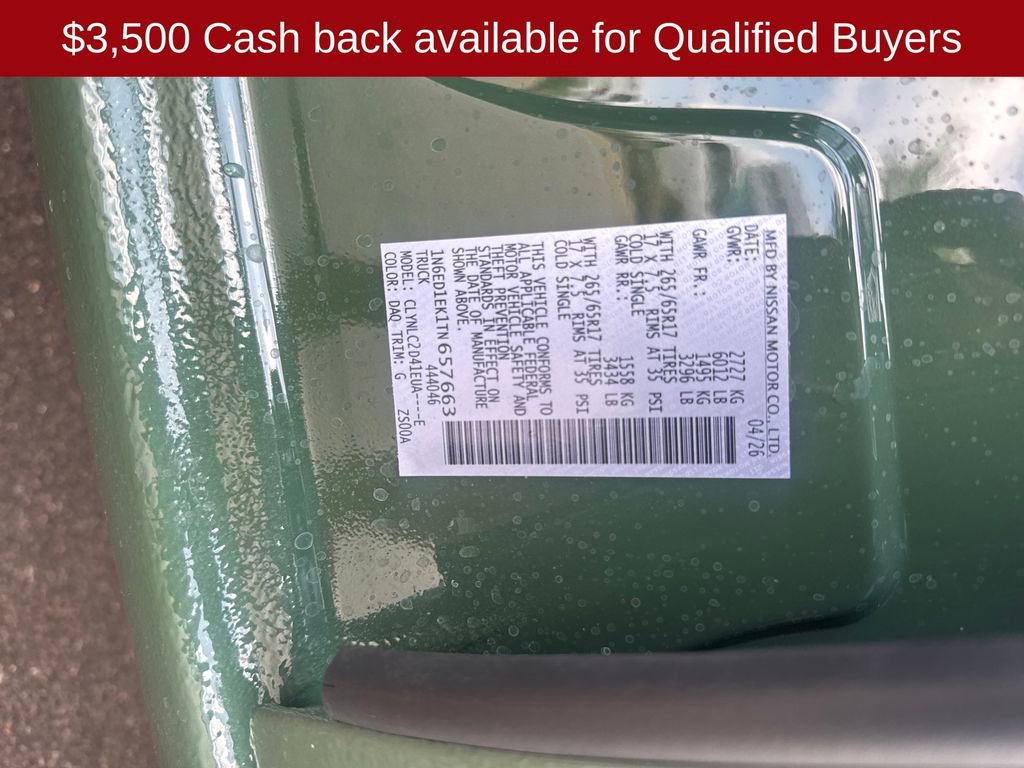 $3,500 Cash back available for Qualified Buyers
MFD BY NISSAN MOTOR CO., LTD.
DATE: 04/26
GVWR: 2727 KG
6012 LB
GAWR FR.: 1495 KG
3296 LB
WITH 265/65R17 TIRES
17 X 7.5 RIMS AT 35 PSI
COLD SINGLE
GAWR RR.: 1558 KG
3434 LB
WITH 265/65R17 TIRES
17 X 7.5 RIMS AT 35 PSI
COLD SINGLE
THIS VEHICLE CONFORMS TO
ALL APPLICABLE FEDERAL
MOTOR VEHICLE SAFETY AND
THEFT PREVENTION
STANDARDS IN EFFECT ON
THE DATE OF MANUFACTURE
SHOWN ABOVE.
1N6ED1EK1TN657663
TRUCK 44046
MODEL: CLYNLC2D41EUA----E
COLOR: DAQ TRIM: G ZS00A